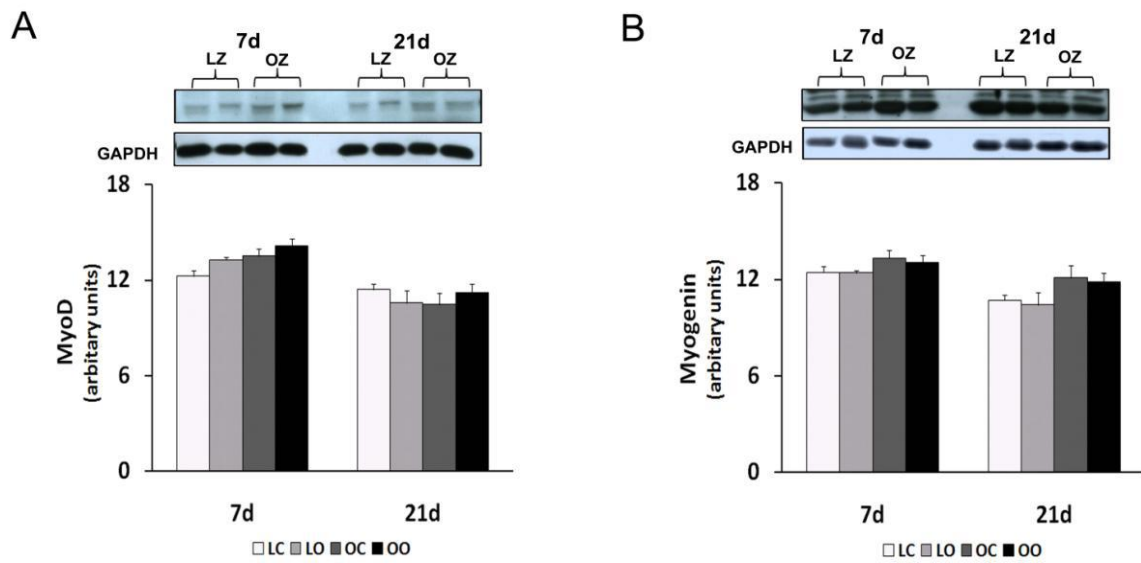 A
7d
21d
LZ
OZ
LZ
OZ
GAPDH
18
12
6
0
MyoD
(arbitary units)
7d
21d
LC LO OC OO
B
7d
21d
LZ
OZ
LZ
OZ
GAPDH
18
12
6
0
Myogenin
(arbitary units)
7d
21d
LC LO OC OO